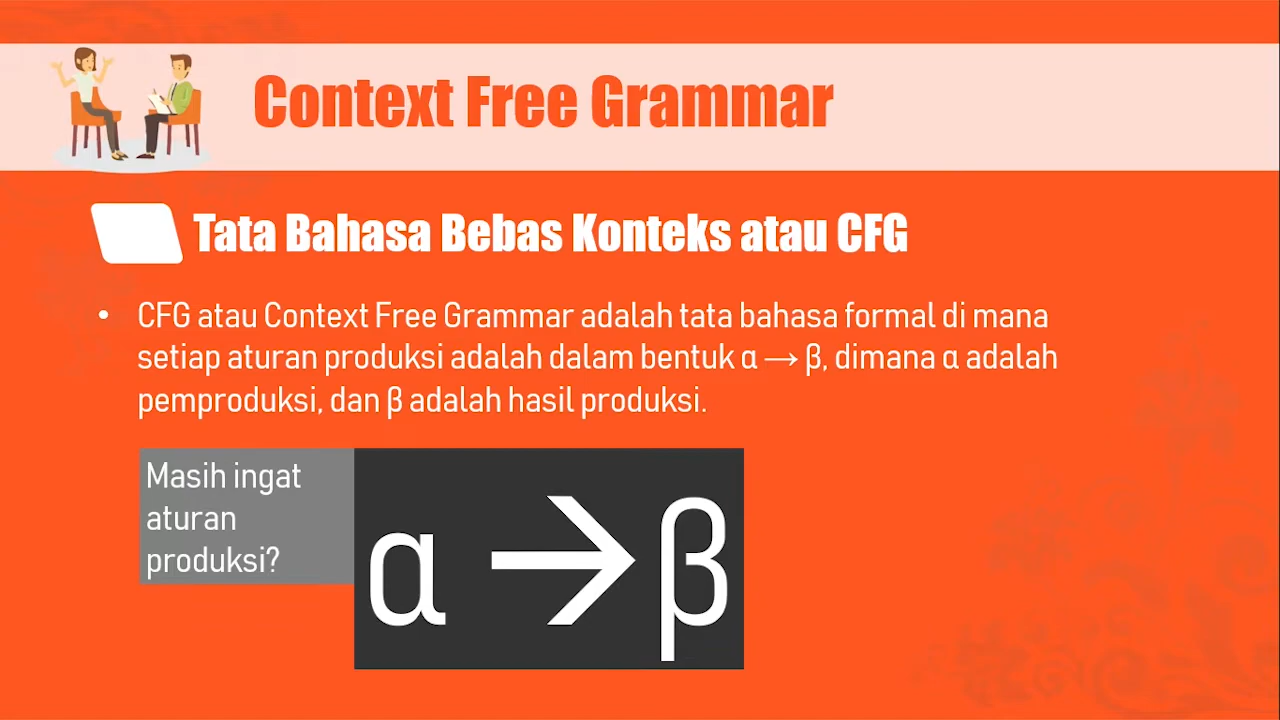 Context Free Grammar
Tata Bahasa Bebas Konteks atau CFG
• CFG atau Context Free Grammar adalah tata bahasa formal di mana
setiap aturan produksi adalah dalam bentuk α → β, dimana α adalah
pemproduksi, dan β adalah hasil produksi.
Masih ingat
aturan
produksi?
α → β